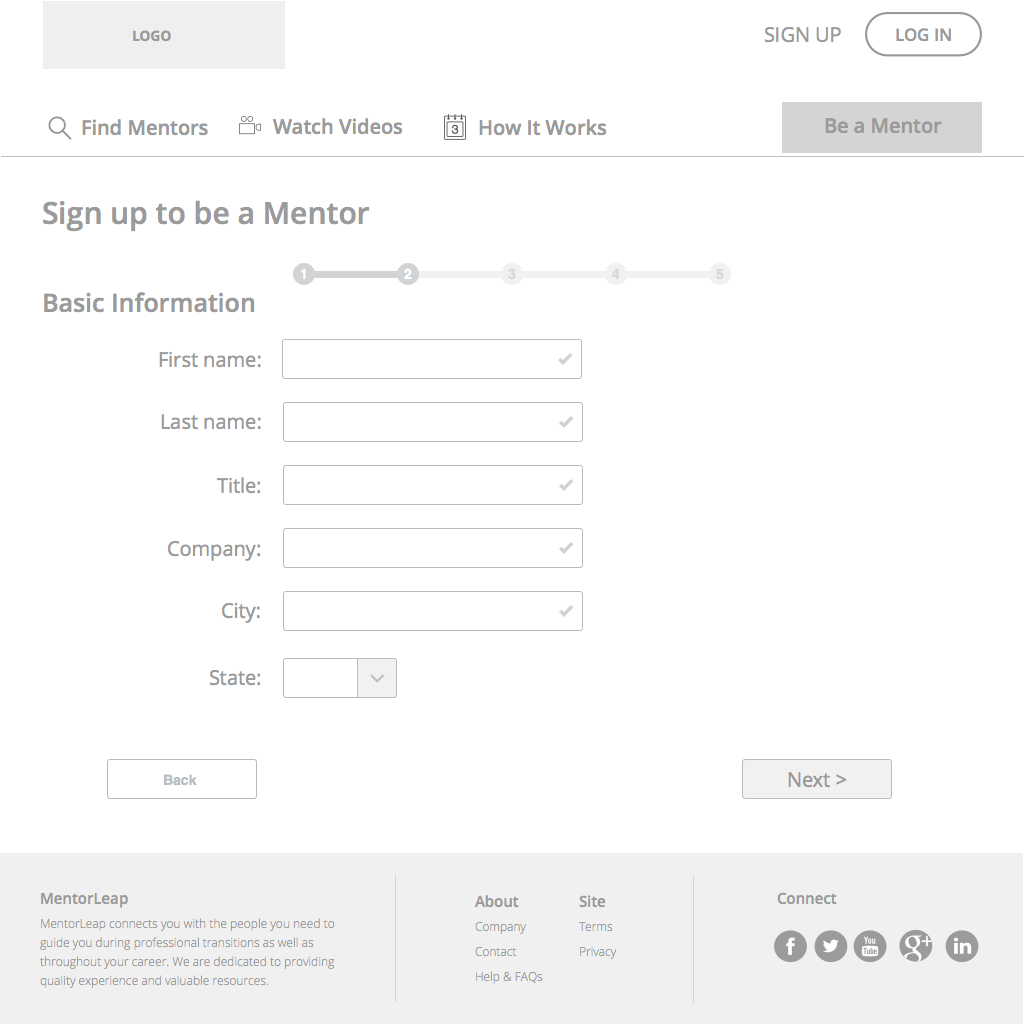 LOGO
SIGN UP
LOG IN
Find Mentors
Watch Videos
3
How It Works
Be a Mentor
Sign up to be a Mentor
1 2 3 4 5
Basic Information
First name:
Last name:
Title:
Company:
City:
State:
Back
Next >
MentorLeap
MentorLeap connects you with the people you need to
guide you during professional transitions as well as
throughout your career. We are dedicated to providing
quality experience and valuable resources.
About
Company
Contact
Help & FAQs
Site
Terms
Privacy
Connect
f
You
Tube
g+
in